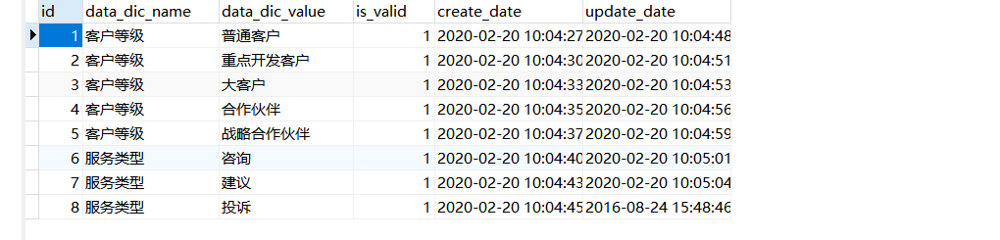 id data_dic_name data_dic_value is_valid create_date update_date
1 客户等级 普通客户 1 2020-02-20 10:04:27 2020-02-20 10:04:48
2 客户等级 重点开发客户 1 2020-02-20 10:04:30 2020-02-20 10:04:51
3 客户等级 大客户 1 2020-02-20 10:04:33 2020-02-20 10:04:53
4 客户等级 合作伙伴 1 2020-02-20 10:04:35 2020-02-20 10:04:56
5 客户等级 战略合作伙伴 1 2020-02-20 10:04:37 2020-02-20 10:04:59
6 服务类型 咨询 1 2020-02-20 10:04:40 2020-02-20 10:05:01
7 服务类型 建议 1 2020-02-20 10:04:43 2020-02-20 10:05:04
8 服务类型 投诉 1 2020-02-20 10:04:45 2016-08-24 15:48:46